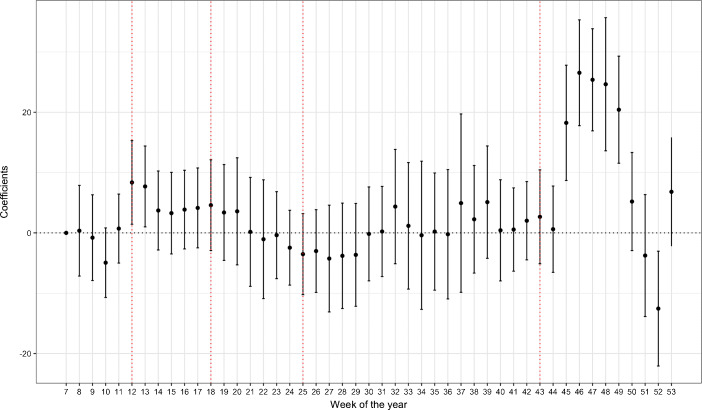 Coefficients
20
0
-20
7 8 9 10 11 12 13 14 15 16 17 18 19 20 21 22 23 24 25 26 27 28 29 30 31 32 33 34 35 36 37 38 39 40 41 42 43 44 45 46 47 48 49 50 51 52 53
Week of the year